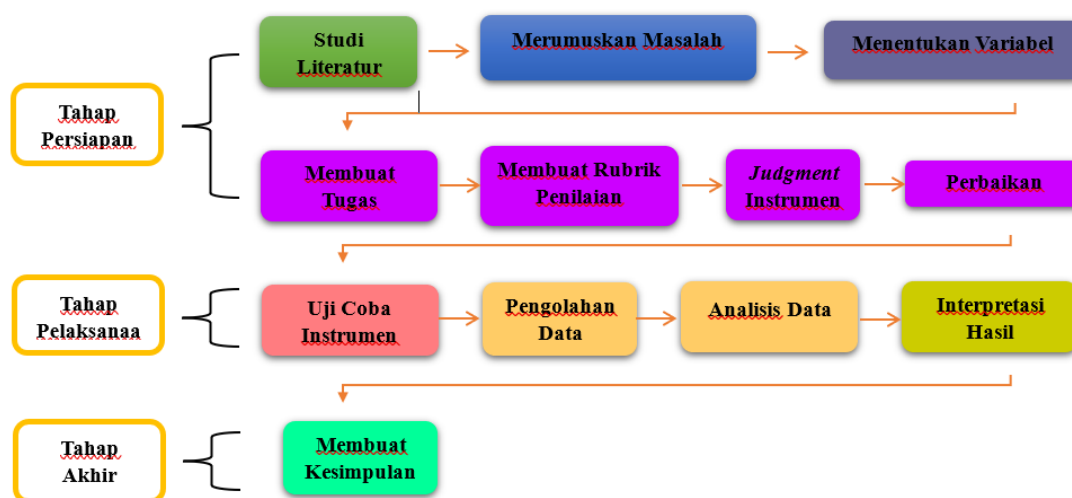 Tahap
Persiapan
Studi
Literatur
Merumuskan Masalah
Menentukan Variabel
Membuat
Tugas
Membuat Rubrik
Penilaian
Judgment
Instrumen
Perbaikan
Tahap
Pelaksanaa
Uji Coba
Instrumen
Pengolahan
Data
Analisis Data
Interpretasi
Hasil
Tahap
Akhir
Membuat
Kesimpulan